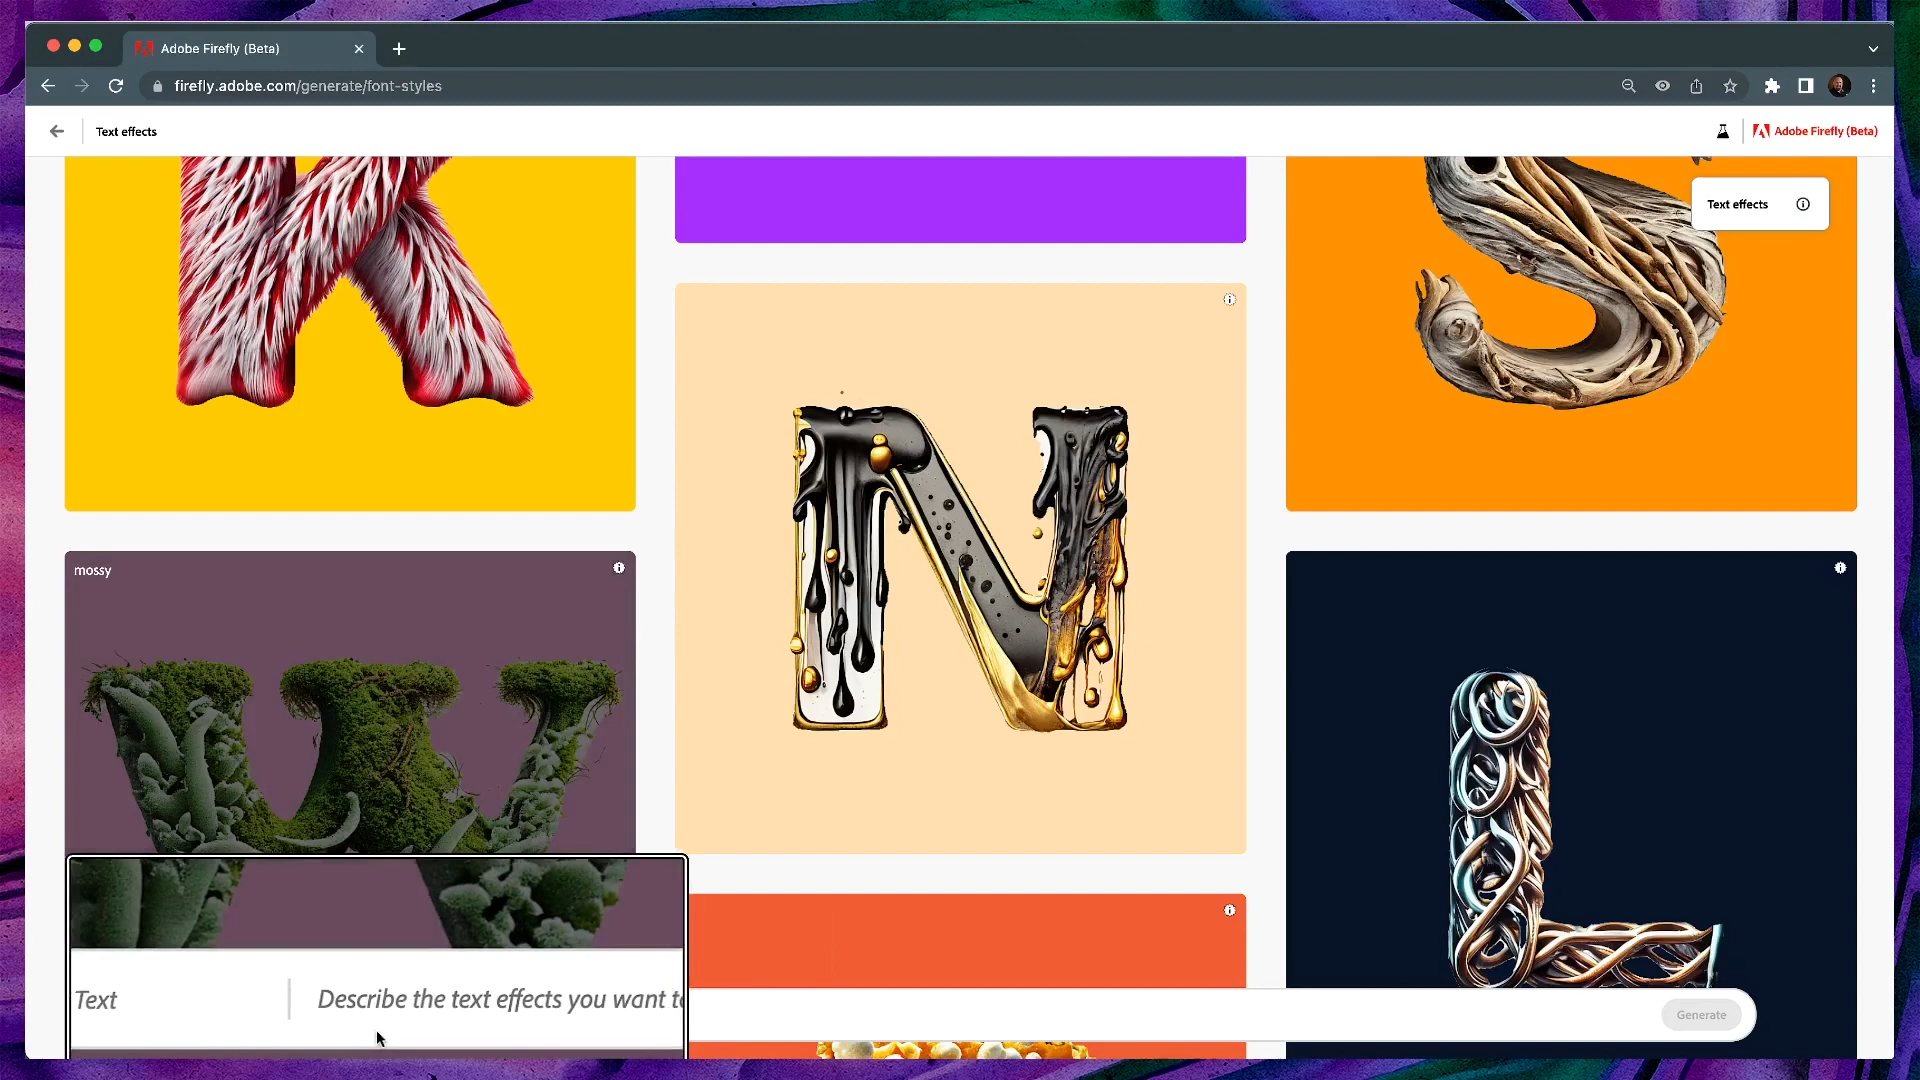 Adobe Firefly (Beta)
firefly.adobe.com/generate/font-styles
Text effects
Adobe Firefly (Beta)
Text effects
K
S
N
mossy
W
L
Text
Describe the text effects you want to
Generate